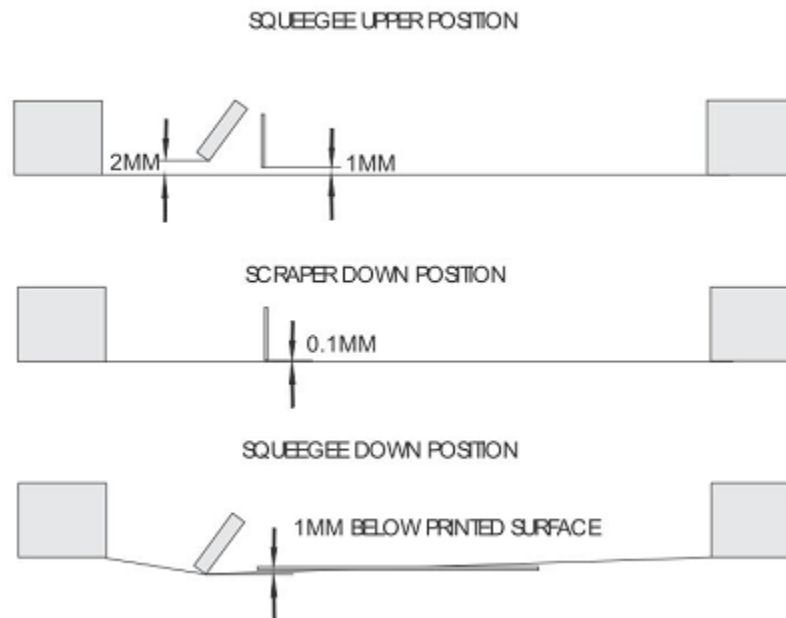 SQUEEGEE UPPER POSITION
2MM
1MM
SCRAPER DOWN POSITION
0.1MM
SQUEEGEE DOWN POSITION
1MM BELOW PRINTED SURFACE